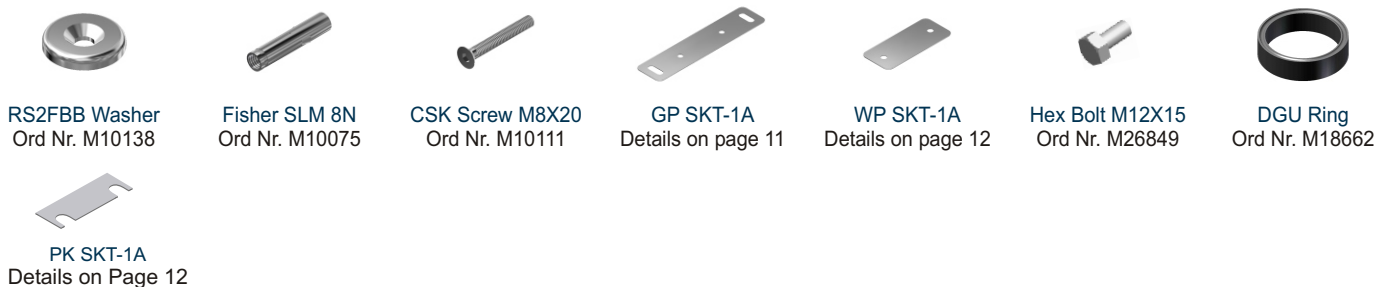 RS2FBB Washer
Ord Nr. M10138
Fisher SLM 8N
Ord Nr. M10075
CSK Screw M8X20
Ord Nr. M10111
GP SKT-1A
Details on page 11
WP SKT-1A
Details on page 12
Hex Bolt M12X15
Ord Nr. M26849
DGU Ring
Ord Nr. M18662
PK SKT-1A
Details on Page 12